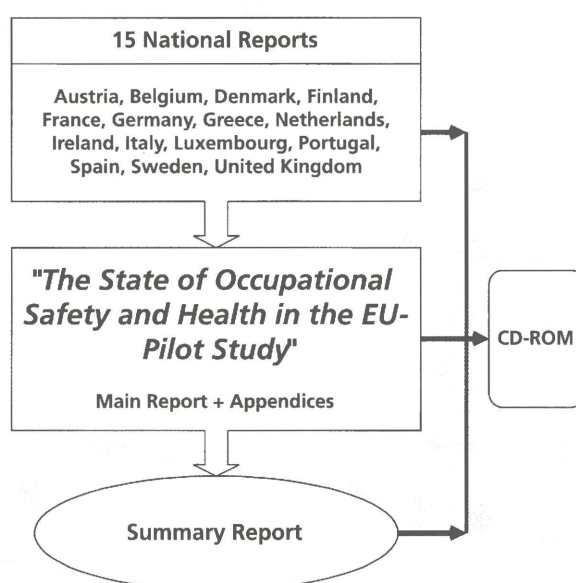 15 National Reports
Austria, Belgium, Denmark, Finland,
France, Germany, Greece, Netherlands,
Ireland, Italy, Luxembourg, Portugal,
Spain, Sweden, United Kingdom
"The State of Occupational
Safety and Health in the EU-
Pilot Study"
Main Report + Appendices
CD-ROM
Summary Report